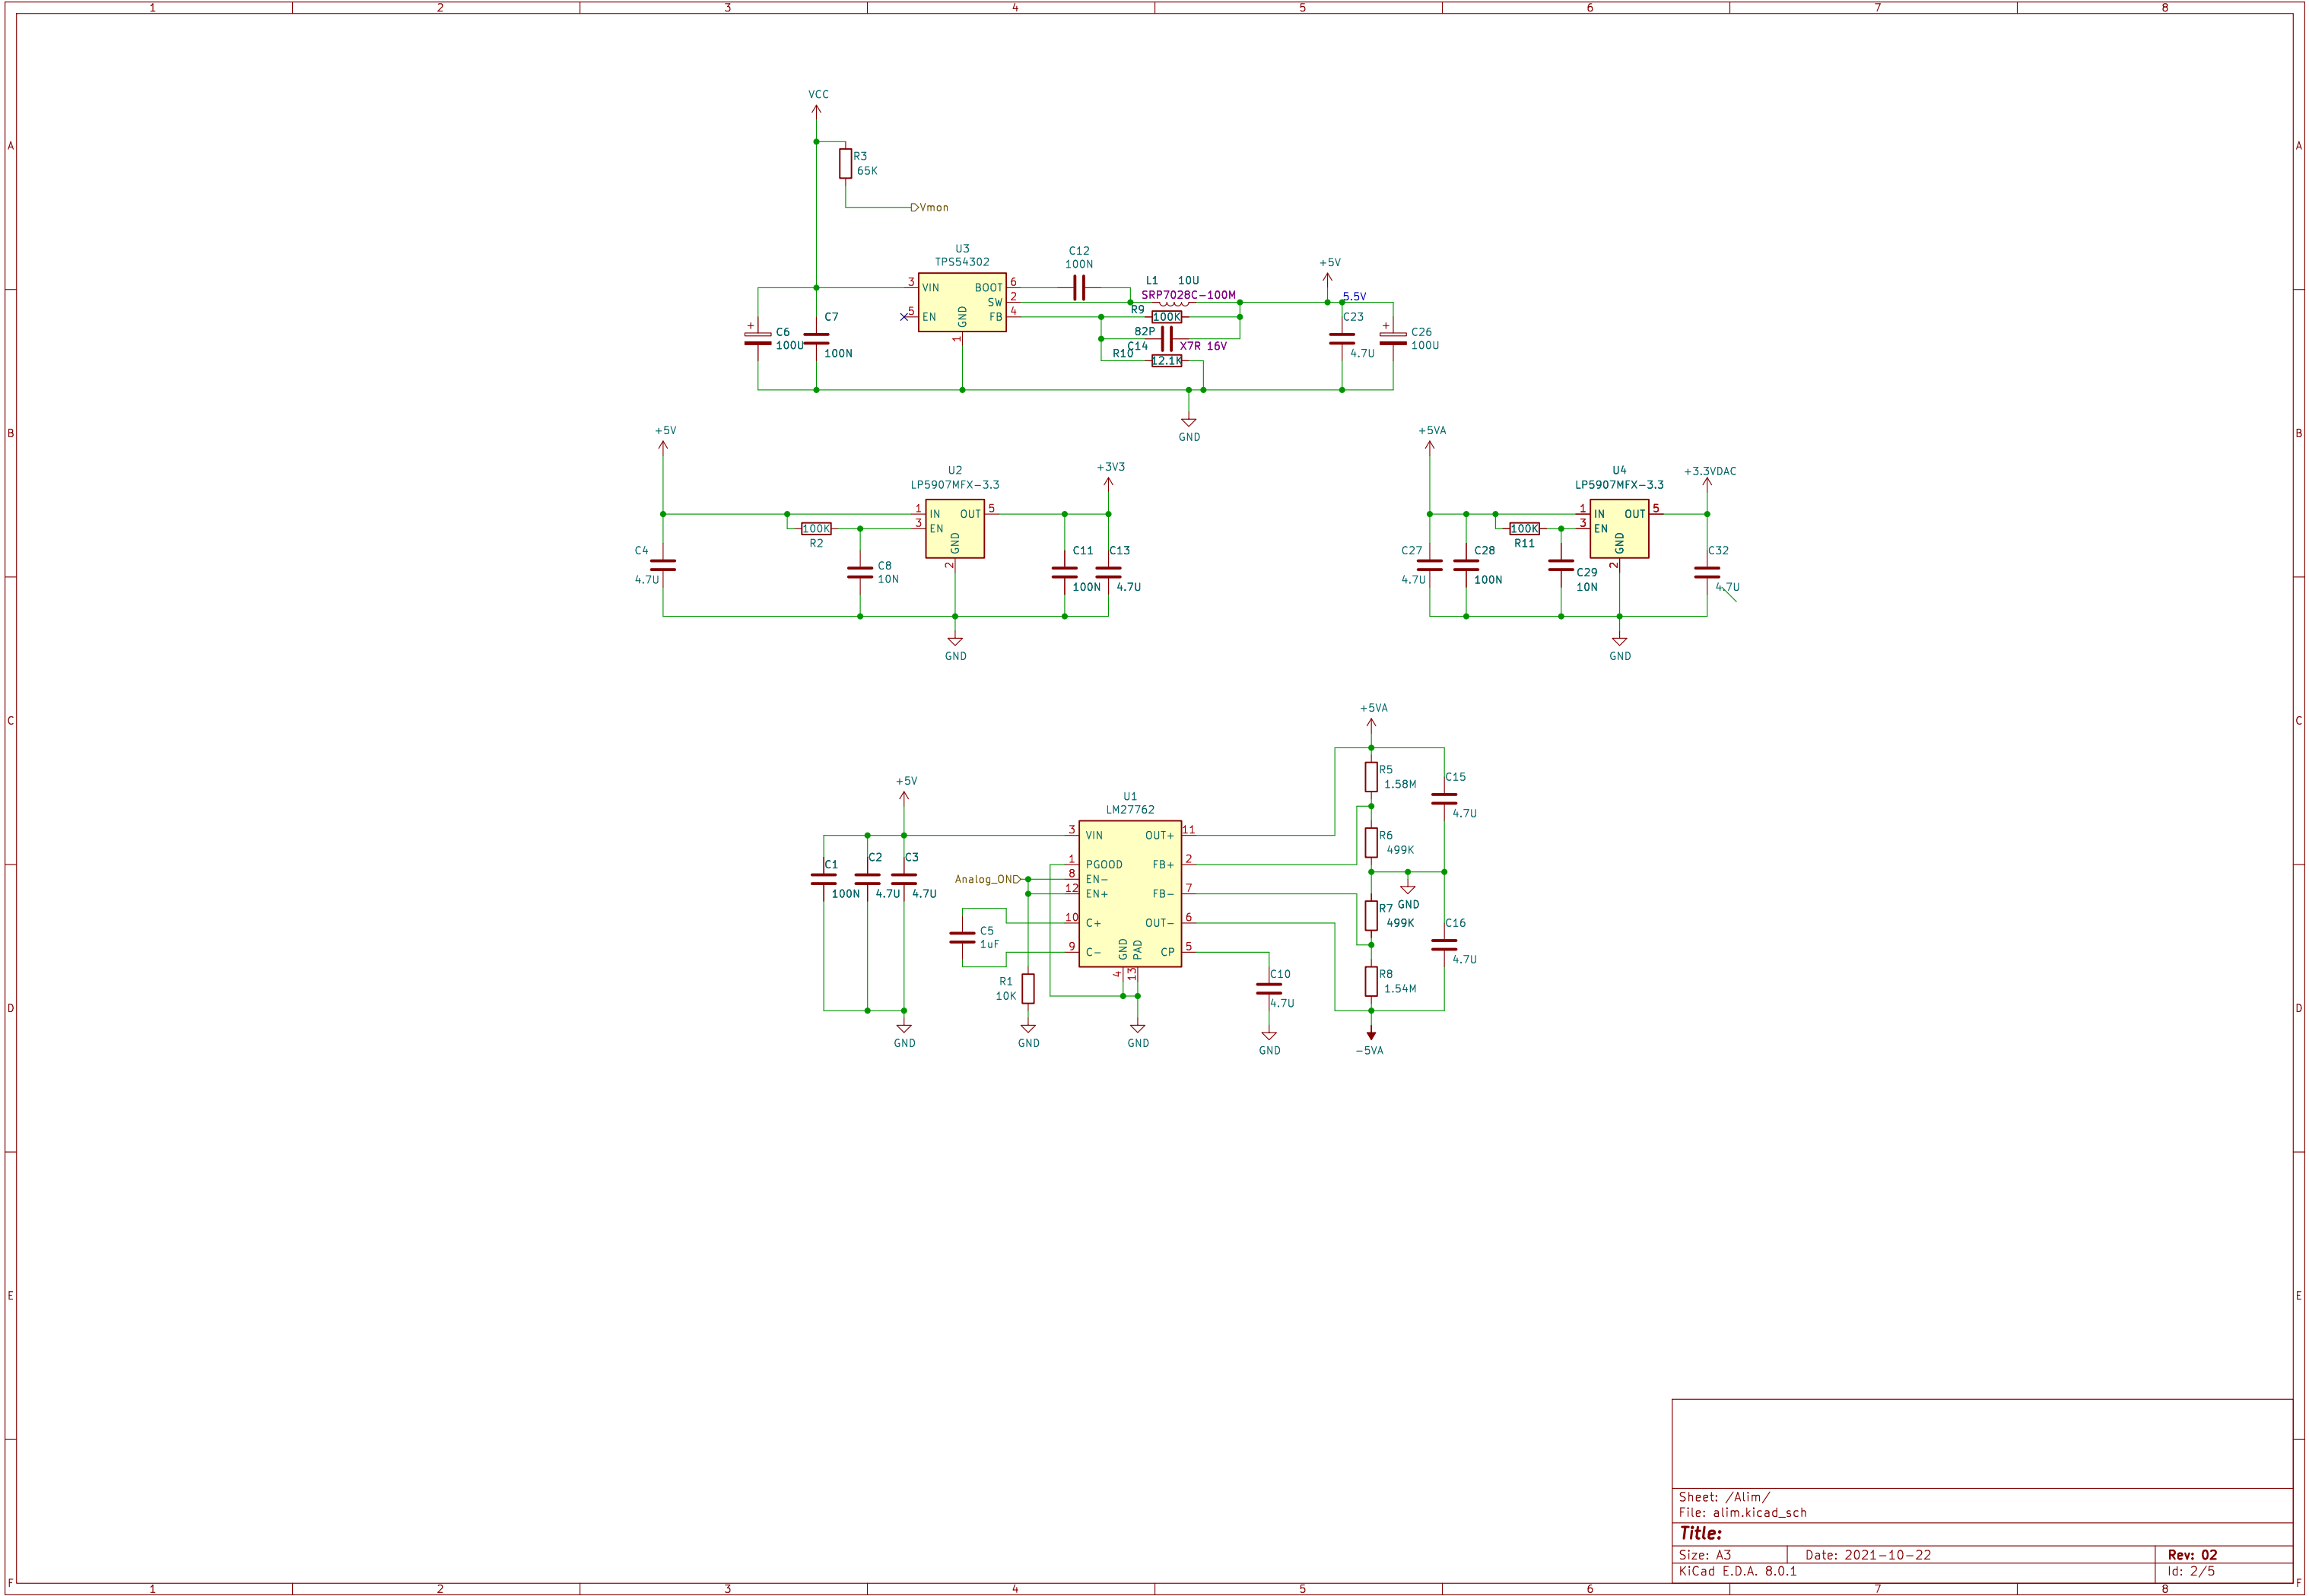 1 2 3 4 5 6 7 8
A A
B B
C C
D D
E E
F F
VCC
R3
65K
Vmon
U3
TPS54302
3 VIN BOOT 6
SW 2
5 EN FB 4
GND
1
C6
100U
C7
100N
C12
100N
L1 10U
SRP7028C-100M
R9
100K
82P
C14 X7R 16V
R10
12.1K
+5V
5.5V
C23
4.7U
C26
100U
GND
+5V
U2
LP5907MFX-3.3
1 IN OUT 5
3 EN
GND
2
100K
R2
C4
4.7U
C8
10N
C11
100N
C13
4.7U
+3V3
GND
+5VA
U4
LP5907MFX-3.3
1 IN OUT 5
3 EN
GND
2
100K
R11
C27
4.7U
C28
100N
C29
10N
C32
4.7U
+3.3VDAC
GND
+5V
C1
100N
C2
4.7U
C3
4.7U
GND
Analog_ON
C5
1uF
R1
10K
GND
U1
LM27762
3 VIN OUT+ 11
1 PGOOD FB+ 2
8 EN-
12 EN+ FB- 7
10 C+ OUT- 6
9 C- CP 5
GND PAD
4 13
GND
C10
4.7U
GND
+5VA
R5
1.58M
R6
499K
GND
R7
499K
R8
1.54M
C15
4.7U
C16
4.7U
-5VA
Sheet: /Alim/
File: alim.kicad_sch
Title:
Size: A3 Date: 2021-10-22 Rev: 02
KiCad E.D.A. 8.0.1 Id: 2/5
1 2 3 4 5 6 7 8